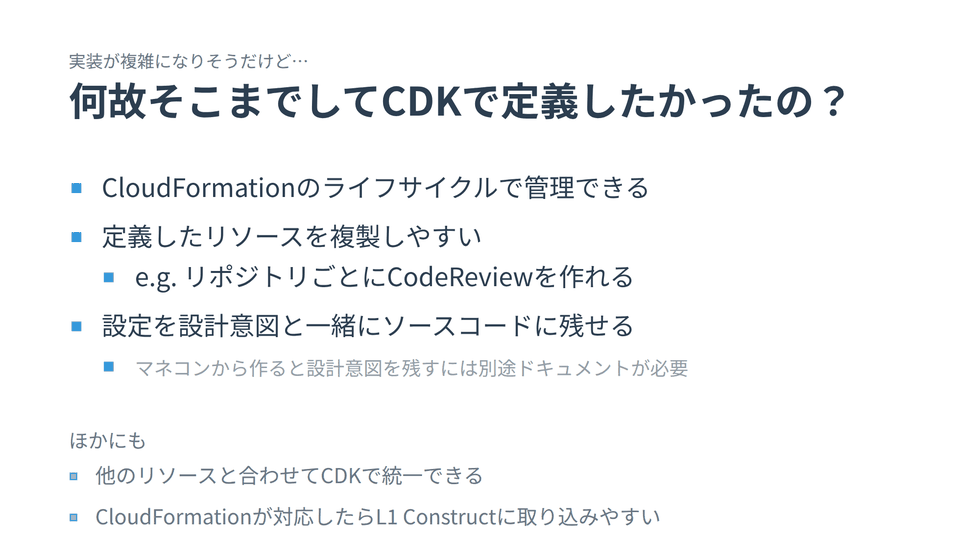 実装が複雑になりそうだけど…
何故そこまでしてCDKで定義したかったの？
CloudFormationのライフサイクルで管理できる
定義したリソースを複製しやすい
e.g. リポジトリごとにCodeReviewを作れる
設定を設計意図と一緒にソースコードに残せる
マネコンから作ると設計意図を残すには別途ドキュメントが必要
ほかにも
他のリソースと合わせてCDKで統一できる
CloudFormationが対応したらL1 Constructに取り込みやすい